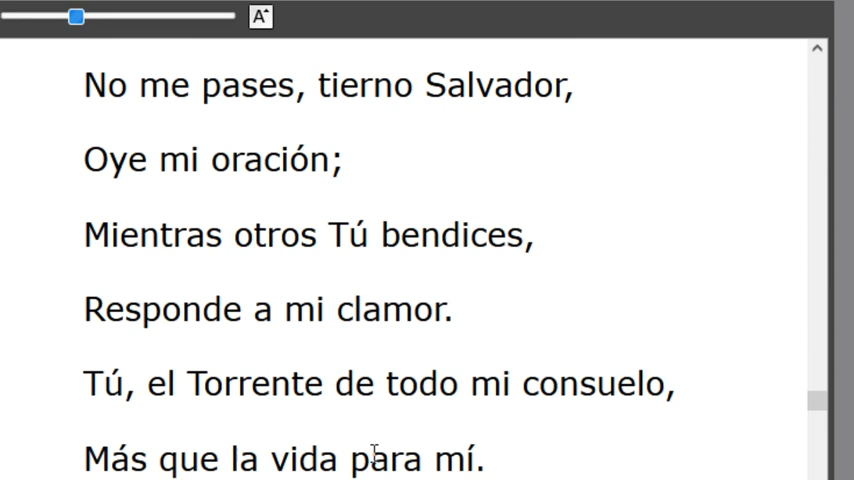 A
No me pases, tierno Salvador,
Oye mi oración;
Mientras otros Tú bendices,
Responde a mi clamor.
Tú, el Torrente de todo mi consuelo,
Más que la vida para mí.